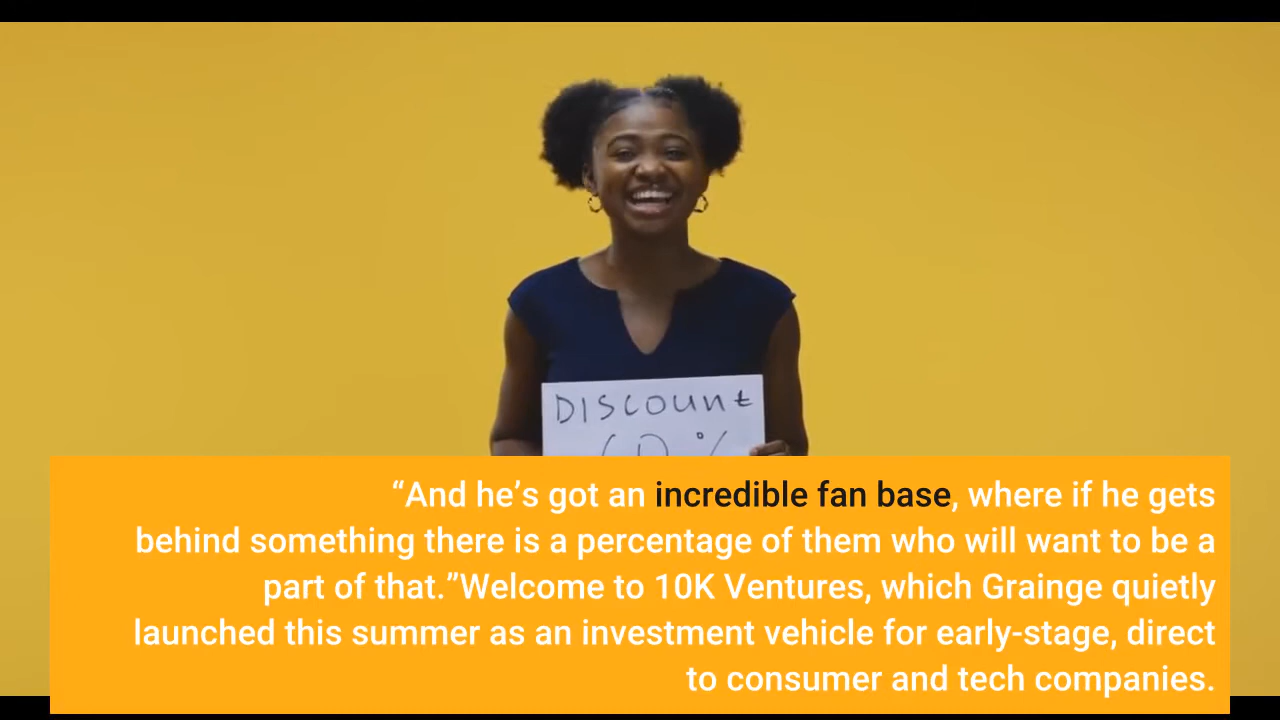 DISCOUNT
“And he’s got an incredible fan base, where if he gets
behind something there is a percentage of them who will want to be a
part of that.”Welcome to 10K Ventures, which Grainge quietly
launched this summer as an investment vehicle for early-stage, direct
to consumer and tech companies.